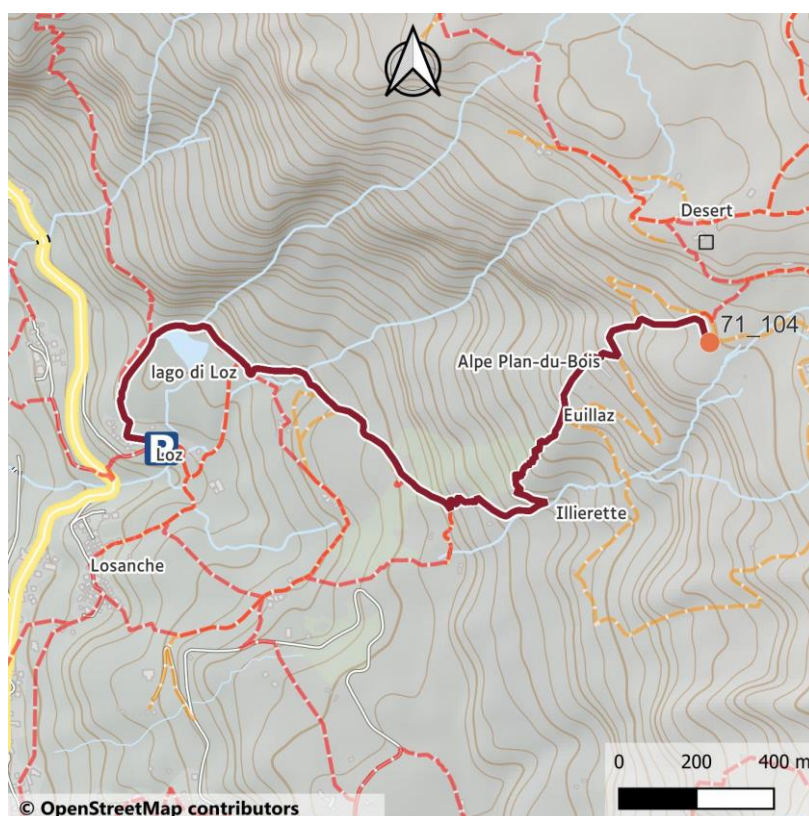 Desert
71_104
lago di Loz
Alpe Plan-du-Bois
Euillaz
P
Loz
Illierette
Losanche
0 200 400 m
© OpenStreetMap contributors